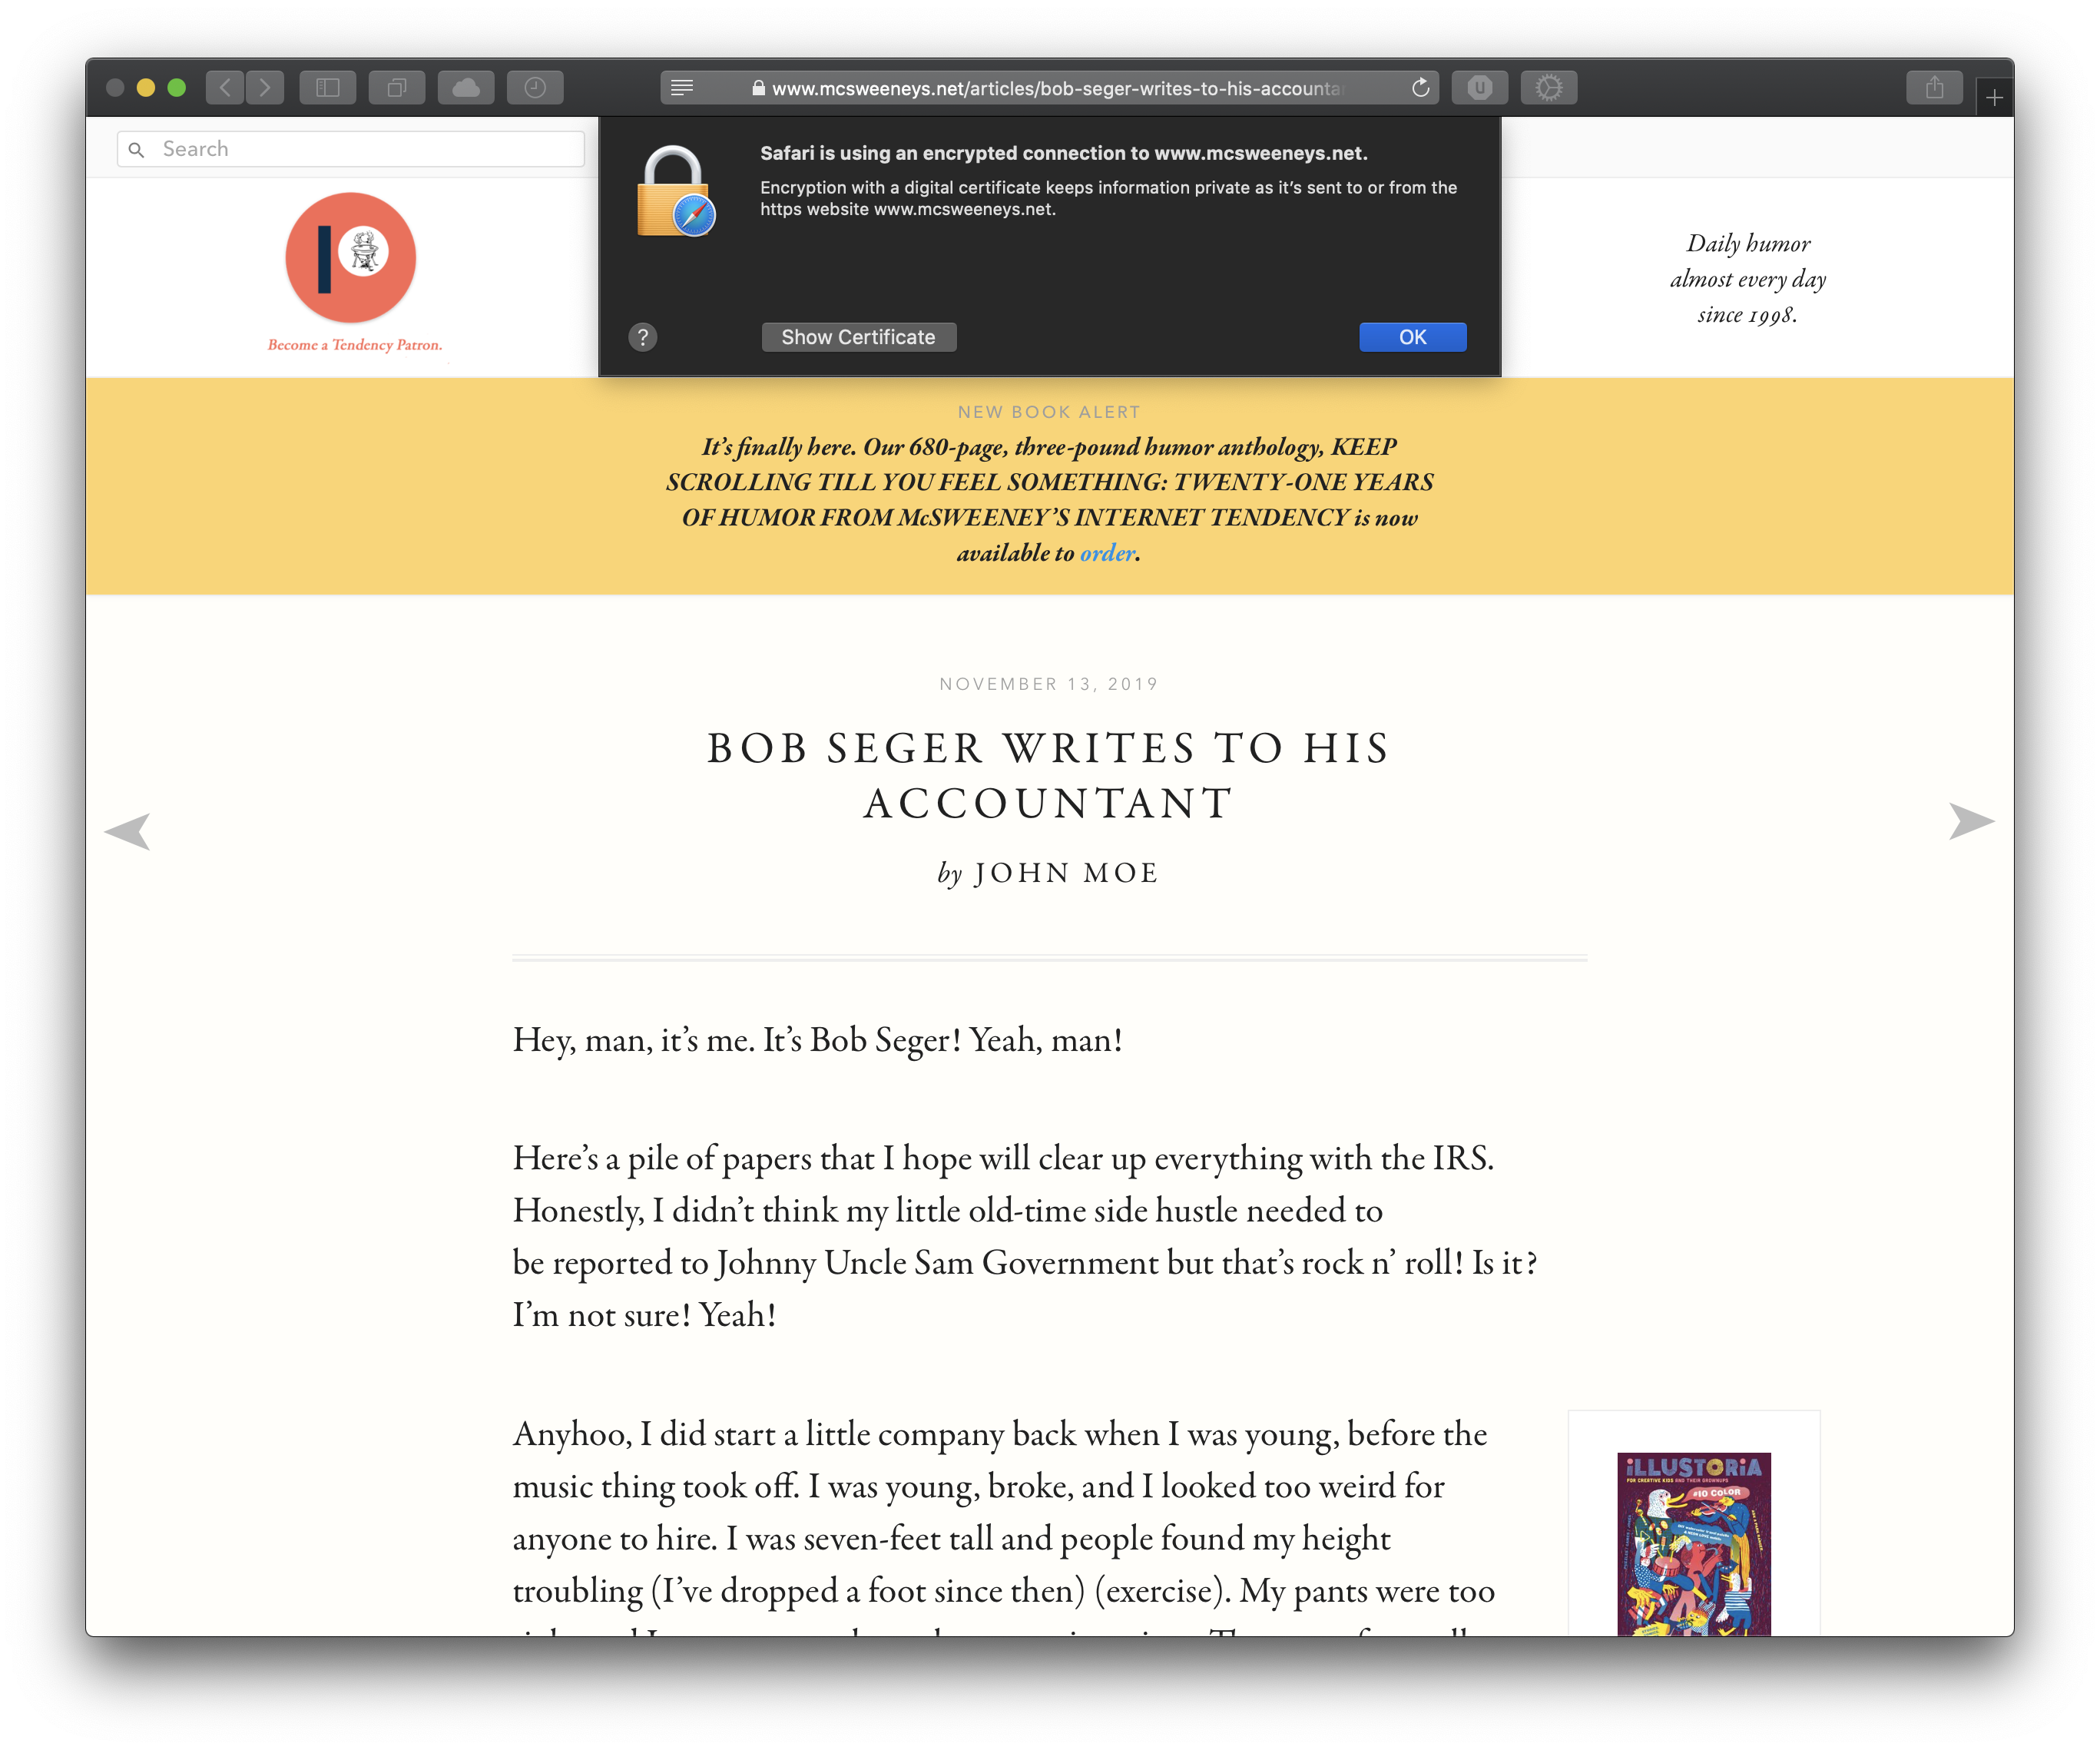 www.mcsweeneys.net/articles/bob-seger-writes-to-his-accounta
Search
Safari is using an encrypted connection to www.mcsweeneys.net.
Encryption with a digital certificate keeps information private as it’s sent to or from the
https website www.mcsweeneys.net.
?
Show Certificate
OK
Become a Tendency Patron.
Daily humor
almost every day
since 1998.
NEW BOOK ALERT
It’s finally here. Our 680-page, three-pound humor anthology, KEEP
SCROLLING TILL YOU FEEL SOMETHING: TWENTY-ONE YEARS
OF HUMOR FROM McSWEENEY’S INTERNET TENDENCY is now
available to order.
NOVEMBER 13, 2019
BOB SEGER WRITES TO HIS
ACCOUNTANT
by JOHN MOE
Hey, man, it’s me. It’s Bob Seger! Yeah, man!
Here’s a pile of papers that I hope will clear up everything with the IRS.
Honestly, I didn’t think my little old-time side hustle needed to
be reported to Johnny Uncle Sam Government but that’s rock n’ roll! Is it?
I’m not sure! Yeah!
Anyhoo, I did start a little company back when I was young, before the
music thing took off. I was young, broke, and I looked too weird for
anyone to hire. I was seven-feet tall and people found my height
troubling (I’ve dropped a foot since then) (exercise). My pants were too
ILLUSTORIA
FOR CREATIVE KIDS AND THEIR GROWNUPS
#10 COLOR